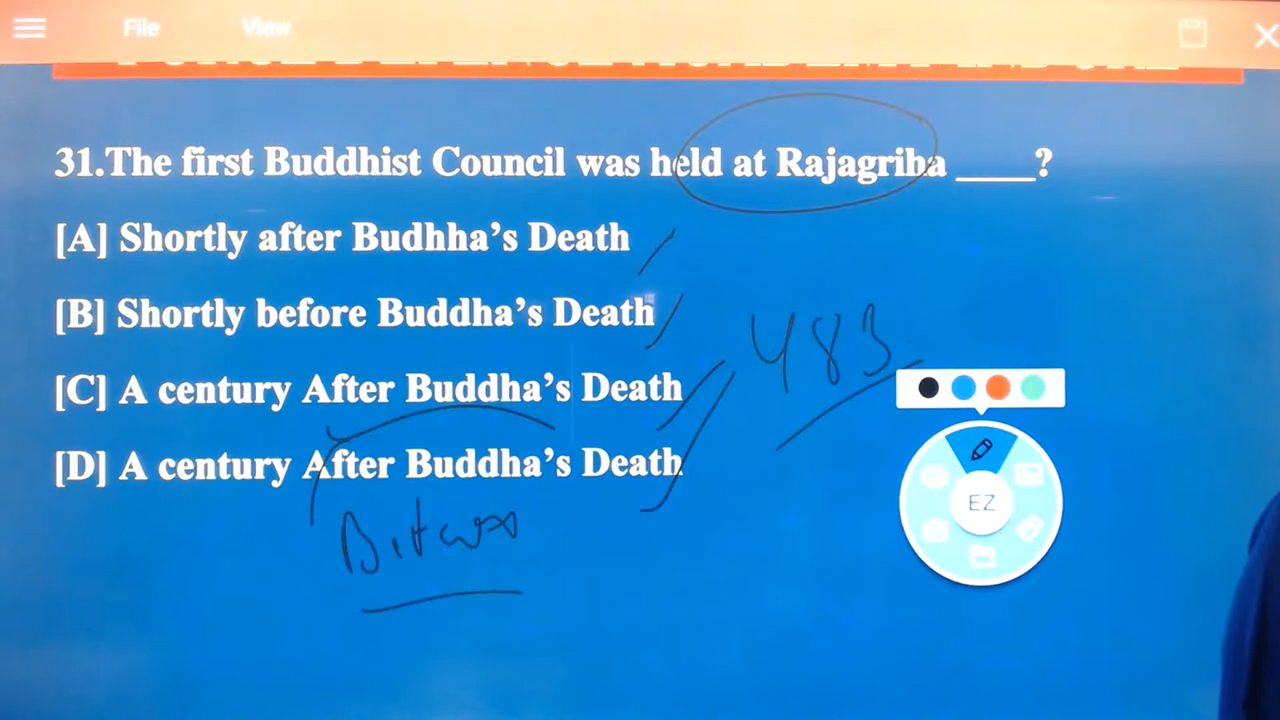 File View
31.The first Buddhist Council was held at Rajagriha ____?
[A] Shortly after Budhha's Death
[B] Shortly before Buddha's Death
[C] A century After Buddha's Death
483
[D] A century After Buddha's Death
EZ